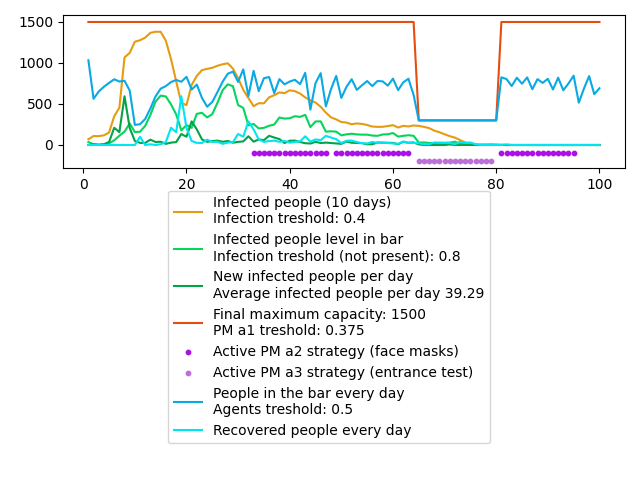 1500
1000
500
0
0 20 40 60 80 100
Infected people (10 days)
Infection treshold: 0.4
Infected people level in bar
Infection treshold (not present): 0.8
New infected people per day
Average infected people per day 39.29
Final maximum capacity: 1500
PM a1 treshold: 0.375
Active PM a2 strategy (face masks)
Active PM a3 strategy (entrance test)
People in the bar every day
Agents treshold: 0.5
Recovered people every day